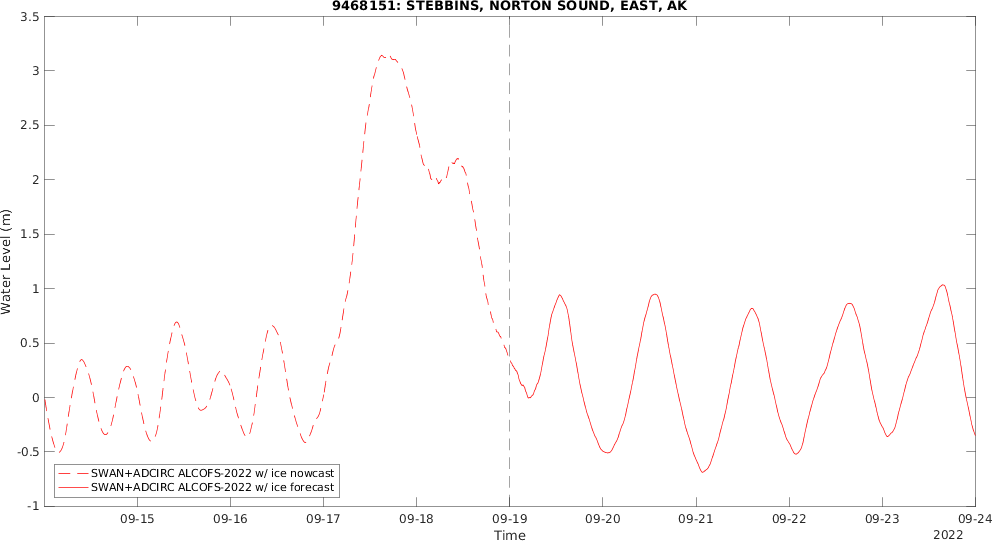 9468151: STEBBINS, NORTON SOUND, EAST, AK
Water Level (m)
3.5
3
2.5
2
1.5
1
0.5
0
-0.5
-1
SWAN+ADCIRC ALCOFS-2022 w/ ice nowcast
SWAN+ADCIRC ALCOFS-2022 w/ ice forecast
09-15 09-16 09-17 09-18 09-19 09-20 09-21 09-22 09-23 09-24
Time
2022